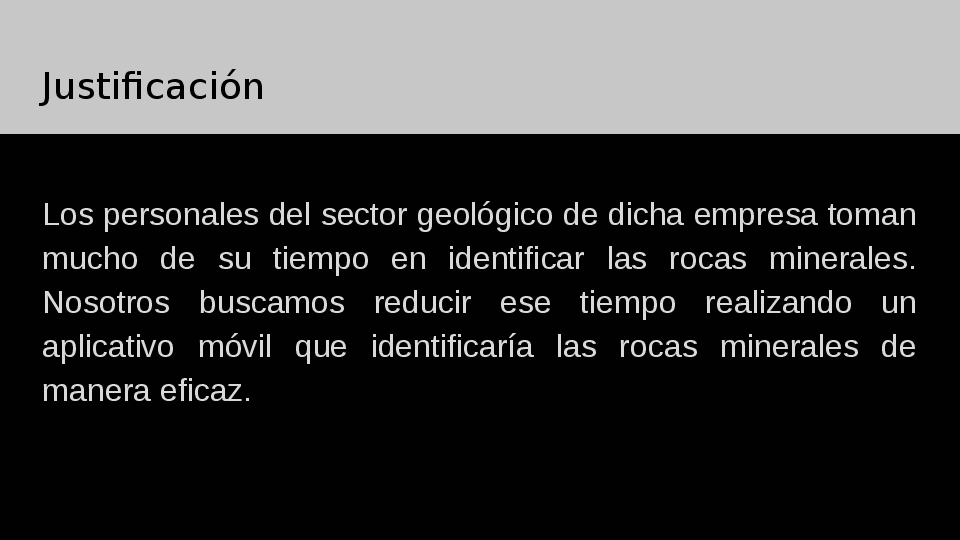 Justificación
Los personales del sector geológico de dicha empresa toman
mucho de su tiempo en identificar las rocas minerales.
Nosotros buscamos reducir ese tiempo realizando un
aplicativo móvil que identificaría las rocas minerales de
manera eficaz.